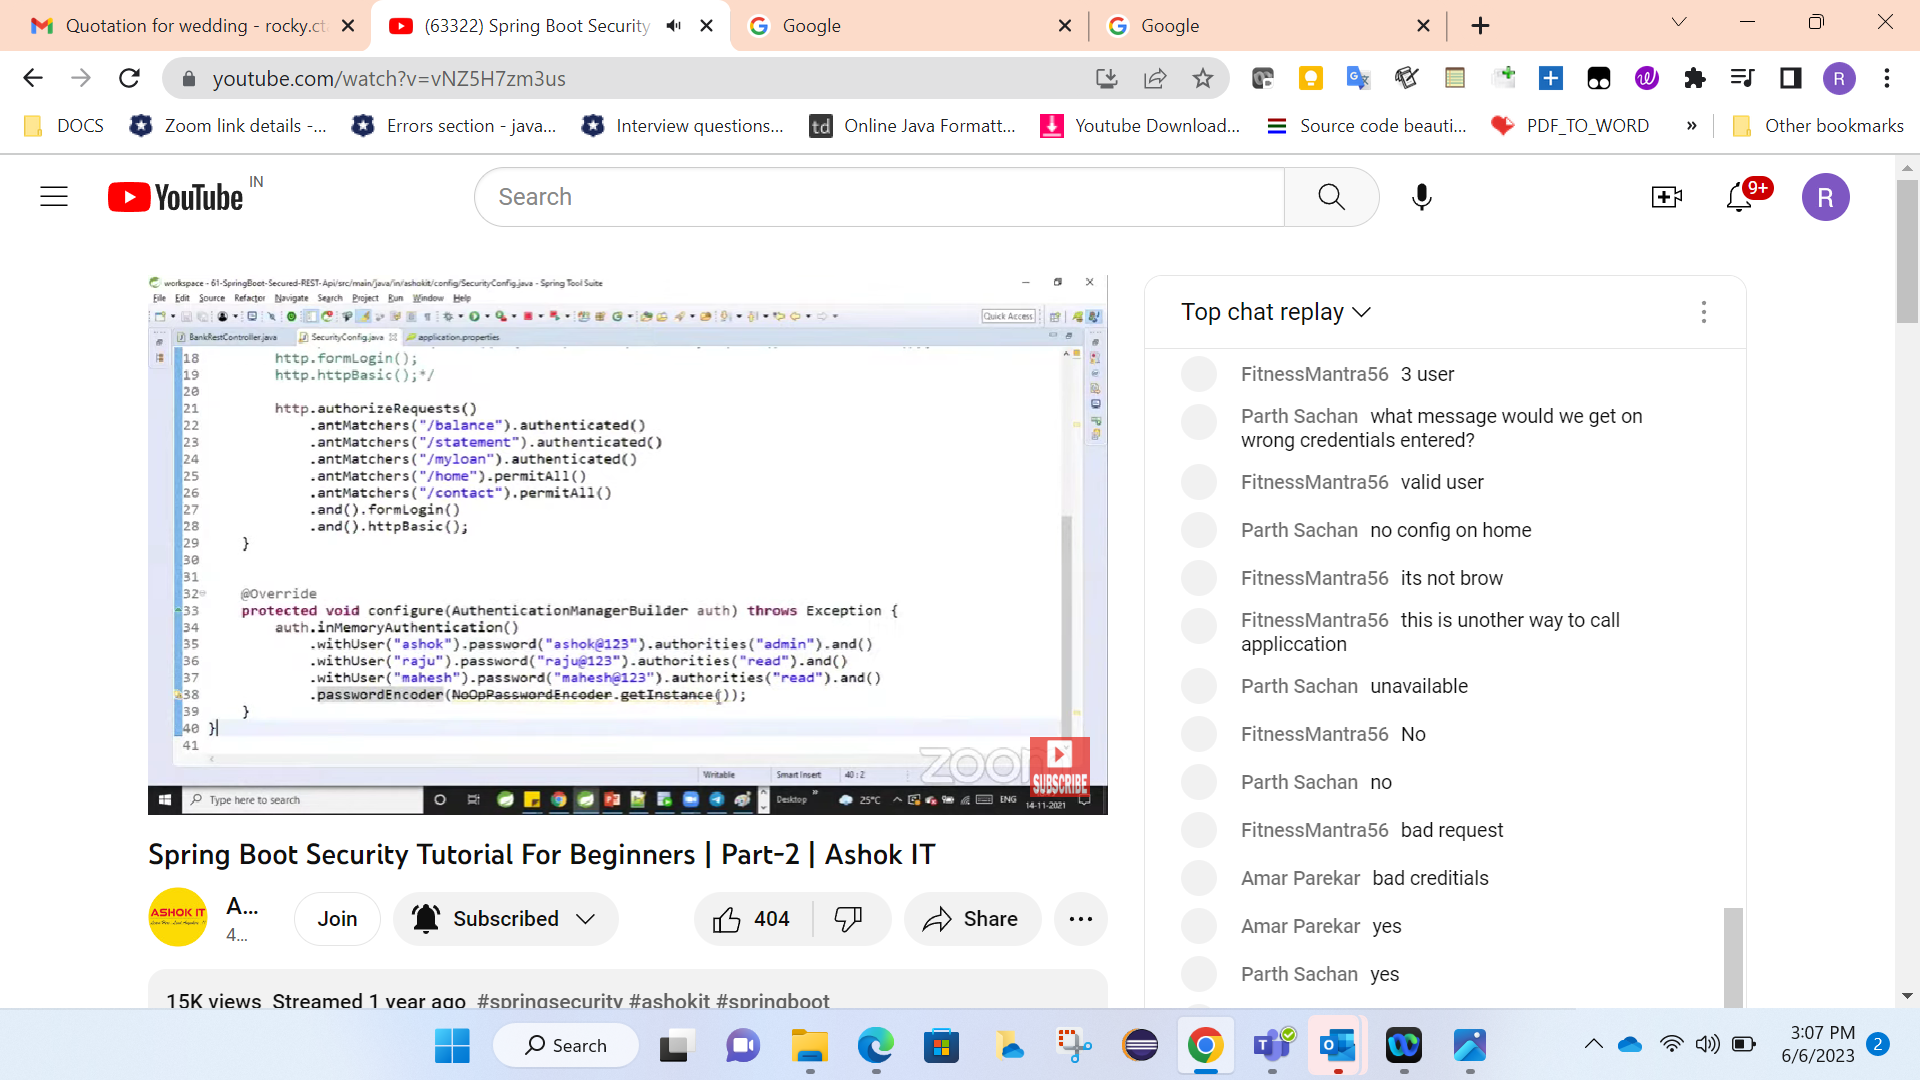 Quotation for wedding - rocky.ct
(63322) Spring Boot Security
Google
Google
youtube.com/watch?v=vNZ5H7zm3us
R
DOCS
Zoom link details -...
Errors section - java...
Interview questions...
td
Online Java Formatt...
Youtube Download...
Source code beauti...
PDF_TO_WORD
»
Other bookmarks
YouTube IN
Search
9+
R
workspace - 61-SpringBoot-Secured-REST-Api/src/main/java/in/ashokit/config/SecurityConfig.java - Spring Tool Suite
File Edit Source Refactor Navigate Search Project Run Window Help
Quick Access
BankRestController.java
SecurityConfig.java
application.properties
18 http.formLogin();
19 http.httpBasic();*/
20
21 http.authorizeRequests()
22 .antMatchers("/balance").authenticated()
23 .antMatchers("/statement").authenticated()
24 .antMatchers("/myloan").authenticated()
25 .antMatchers("/home").permitAll()
26 .antMatchers("/contact").permitAll()
27 .and().formLogin()
28 .and().httpBasic();
29 }
30
31
32 @Override
33 protected void configure(AuthenticationManagerBuilder auth) throws Exception {
34 auth.inMemoryAuthentication()
35 .withUser("ashok").password("ashok@123").authorities("admin").and()
36 .withUser("raju").password("raju@123").authorities("read").and()
37 .withUser("mahesh").password("mahesh@123").authorities("read").and()
38 .passwordEncoder(NoOpPasswordEncoder.getInstance());
39 }
40 }
41
zoom
SUBSCRIBE
Writable
Smart Insert
40 : 2
Type here to search
Desktop
25°C
ENG
14-11-2021
Spring Boot Security Tutorial For Beginners | Part-2 | Ashok IT
ASHOK IT
A...
4...
Join
Subscribed
404
Share
15K views Streamed 1 year ago #springsecurity #ashokit #springboot
Top chat replay
FitnessMantra56 3 user
Parth Sachan what message would we get on
wrong credentials entered?
FitnessMantra56 valid user
Parth Sachan no config on home
FitnessMantra56 its not brow
FitnessMantra56 this is unother way to call
appliccation
Parth Sachan unavailable
FitnessMantra56 No
Parth Sachan no
FitnessMantra56 bad request
Amar Parekar bad creditials
Amar Parekar yes
Parth Sachan yes
Search
3:07 PM
6/6/2023
2